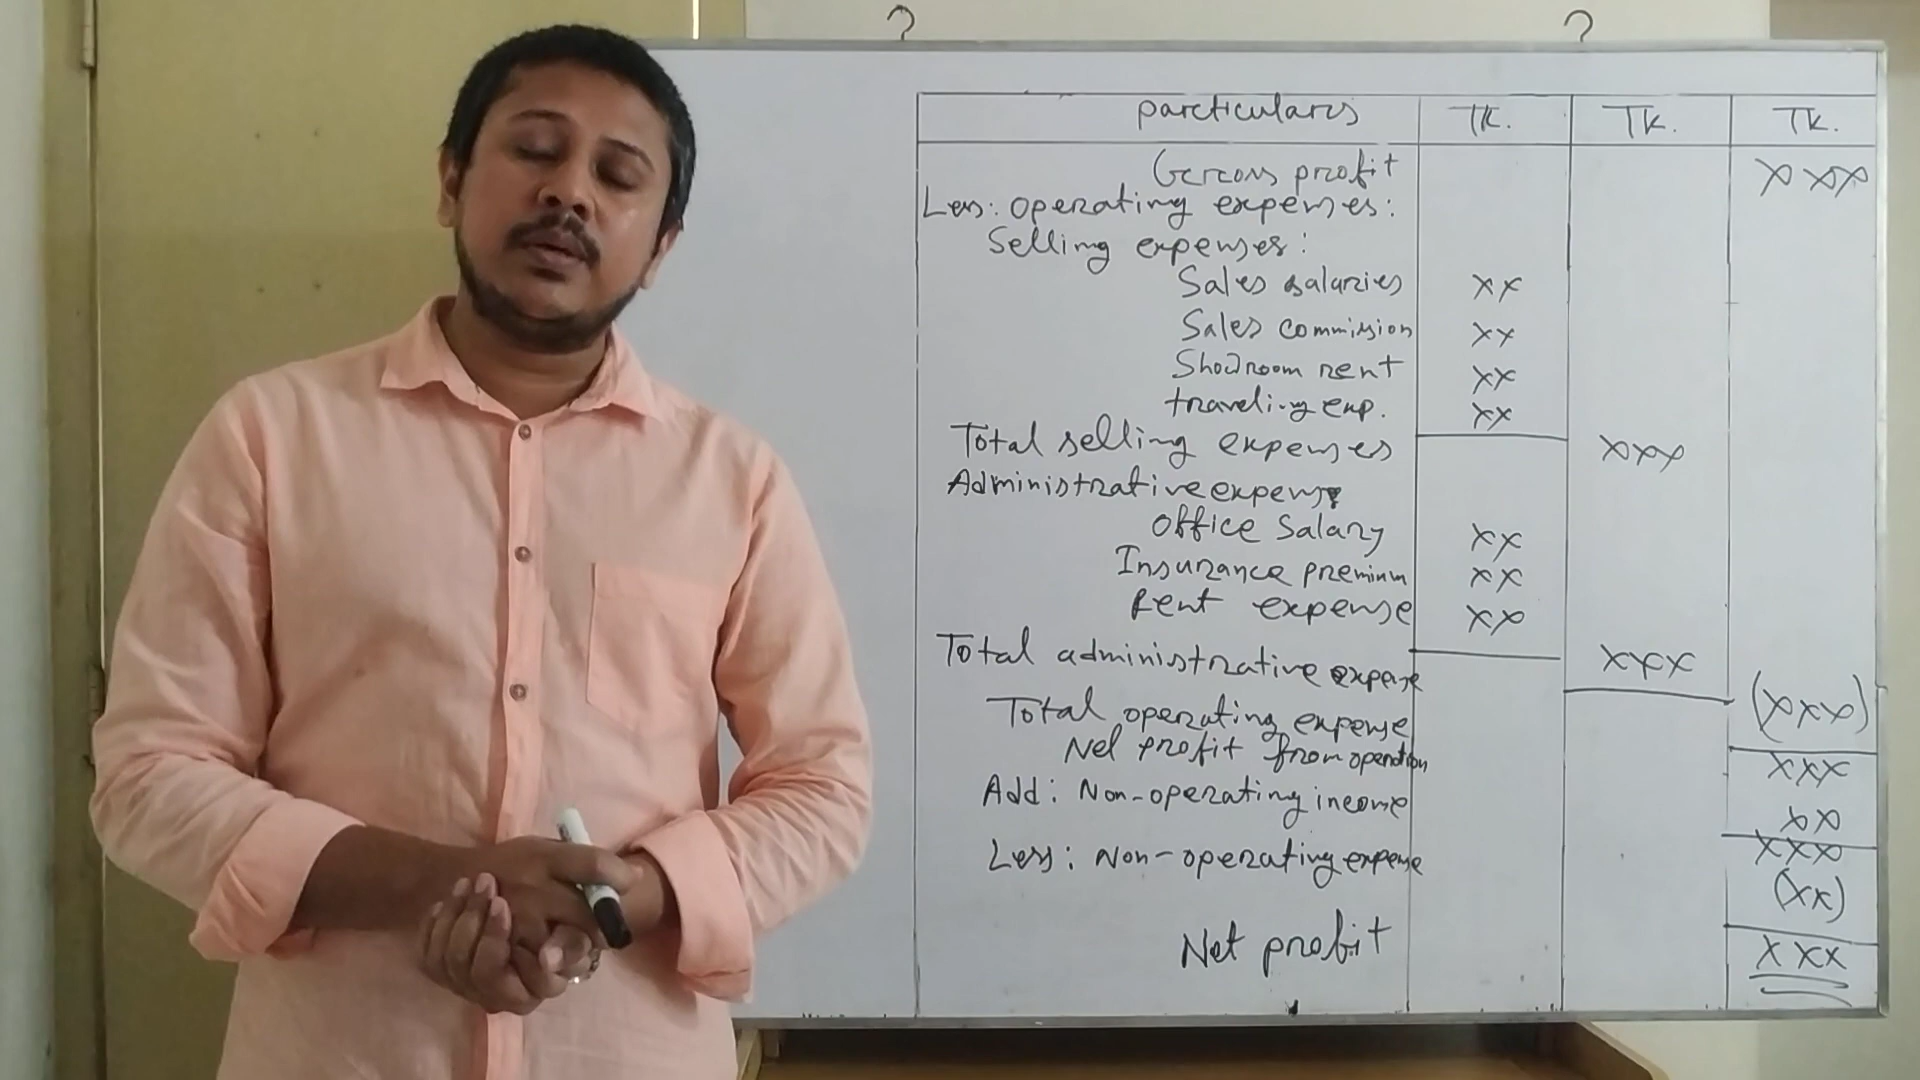 particulars TK. TK. TK.
Gross profit xxx
Less: operating expenses:
Selling expenses:
Sales salaries xx
Sales commission xx
Showroom rent xx
traveling exp. xx
Total selling expenses xxx
Administrative expense,
Office Salary xx
Insurance premium xx
Rent expense xx
Total administrative expense xxx
Total operating expense (xxx)
Net profit from operation xxx
Add: Non-operating income xx
xxx
Less: Non-operating expense (xx)
Net profit xxx